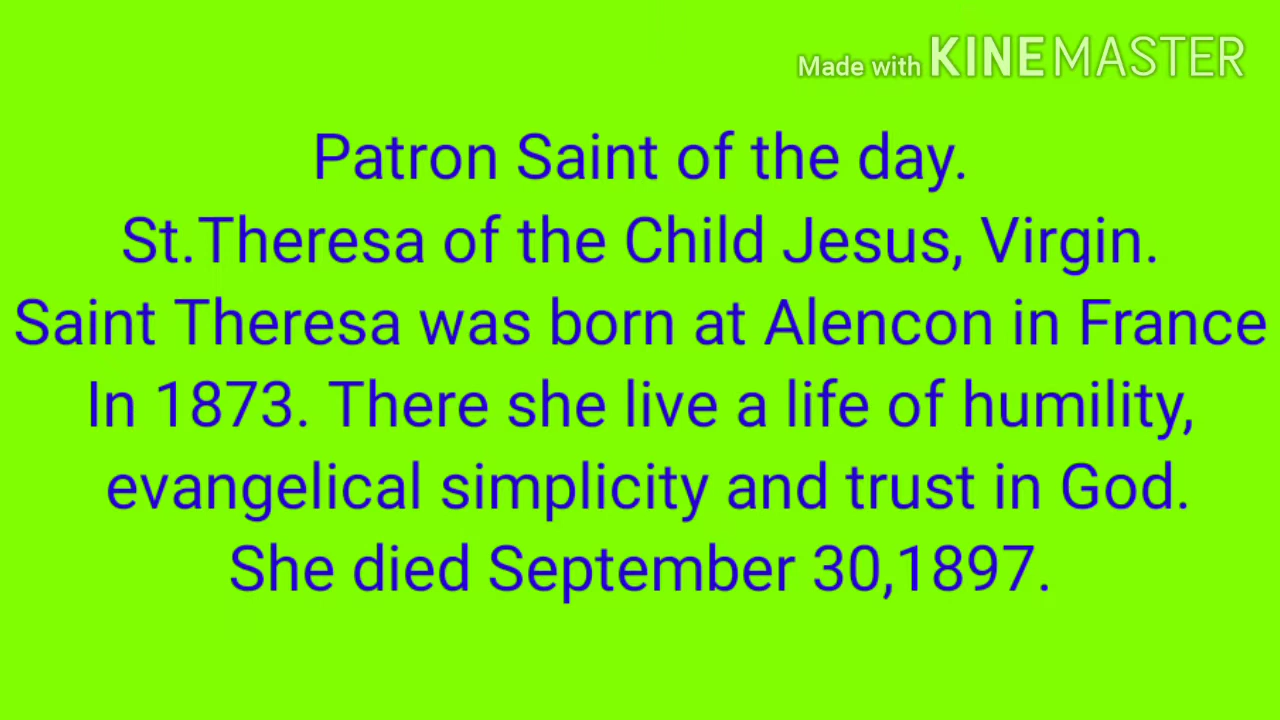 Made with KINEMASTER
Patron Saint of the day.
St.Theresa of the Child Jesus, Virgin.
Saint Theresa was born at Alencon in France
In 1873. There she live a life of humility,
evangelical simplicity and trust in God.
She died September 30,1897.